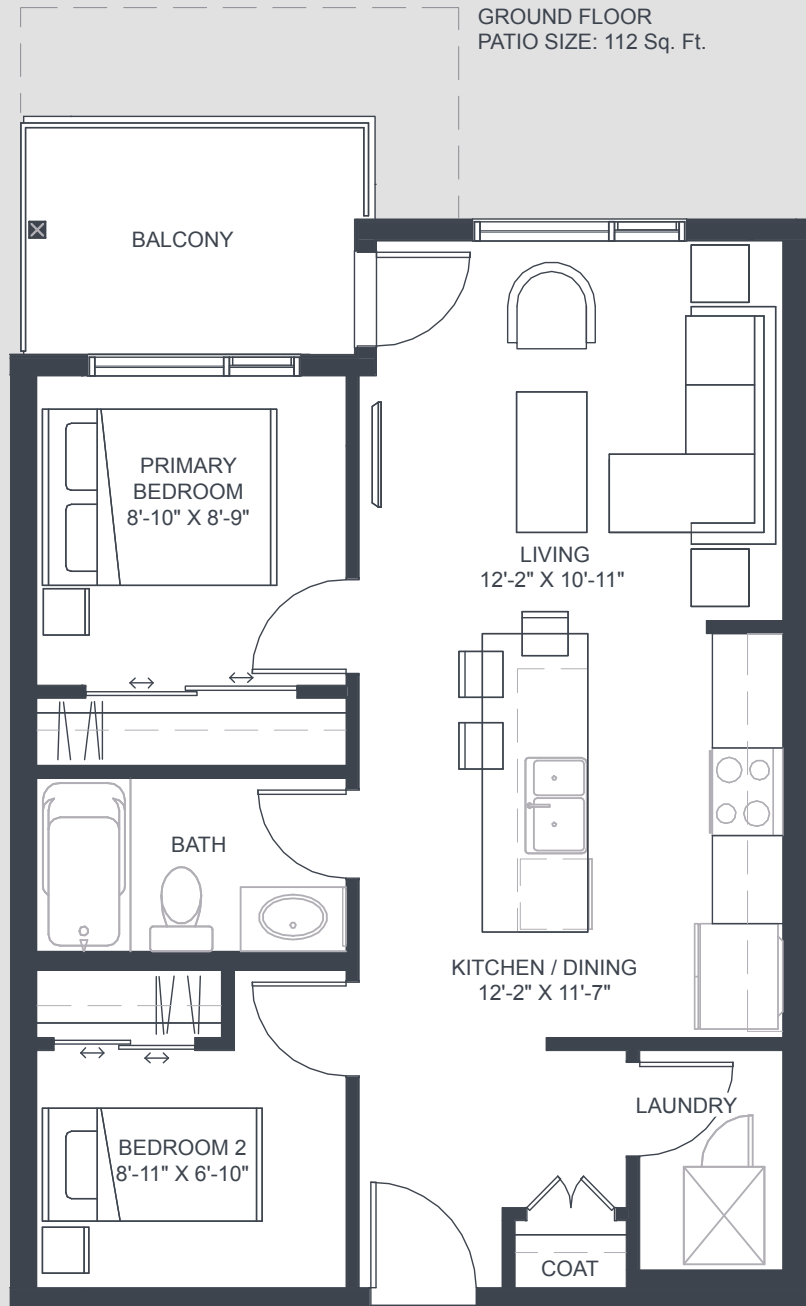 GROUND FLOOR
PATIO SIZE: 112 Sq. Ft.
BALCONY
PRIMARY
BEDROOM
8'-10" X 8'-9"
LIVING
12'-2" X 10'-11"
BATH
KITCHEN / DINING
12'-2" X 11'-7"
LAUNDRY
BEDROOM 2
8'-11" X 6'-10"
COAT